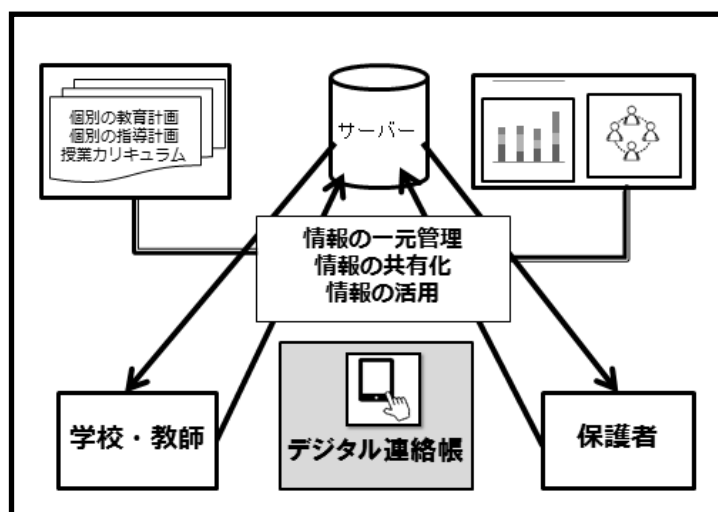 個別の教育計画
個別の指導計画
授業カリキュラム
サーバー
情報の一元管理
情報の共有化
情報の活用
学校・教師
デジタル連絡帳
保護者